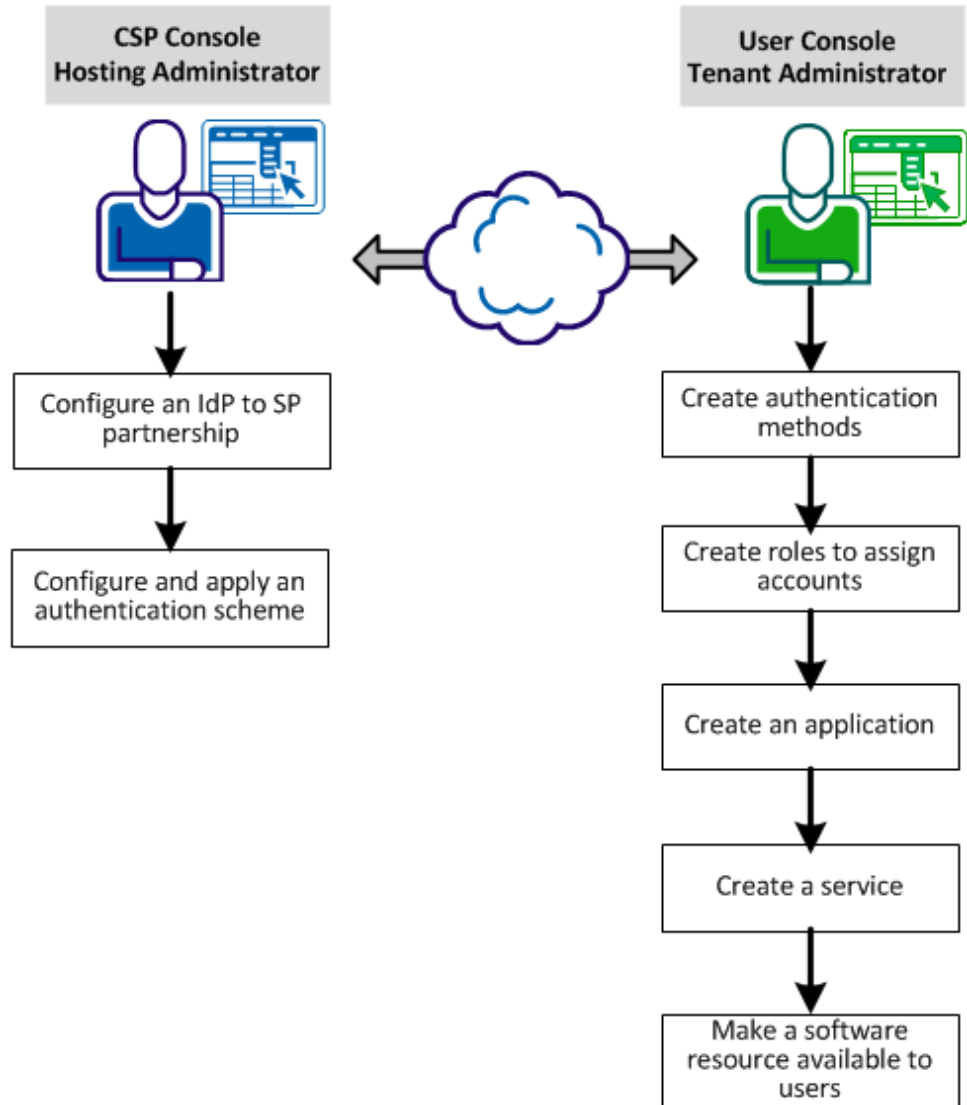 CSP Console
Hosting Administrator
User Console
Tenant Administrator
Configure an IdP to SP
partnership
Configure and apply an
authentication scheme
Create authentication
methods
Create roles to assign
accounts
Create an application
Create a service
Make a software
resource available to
users